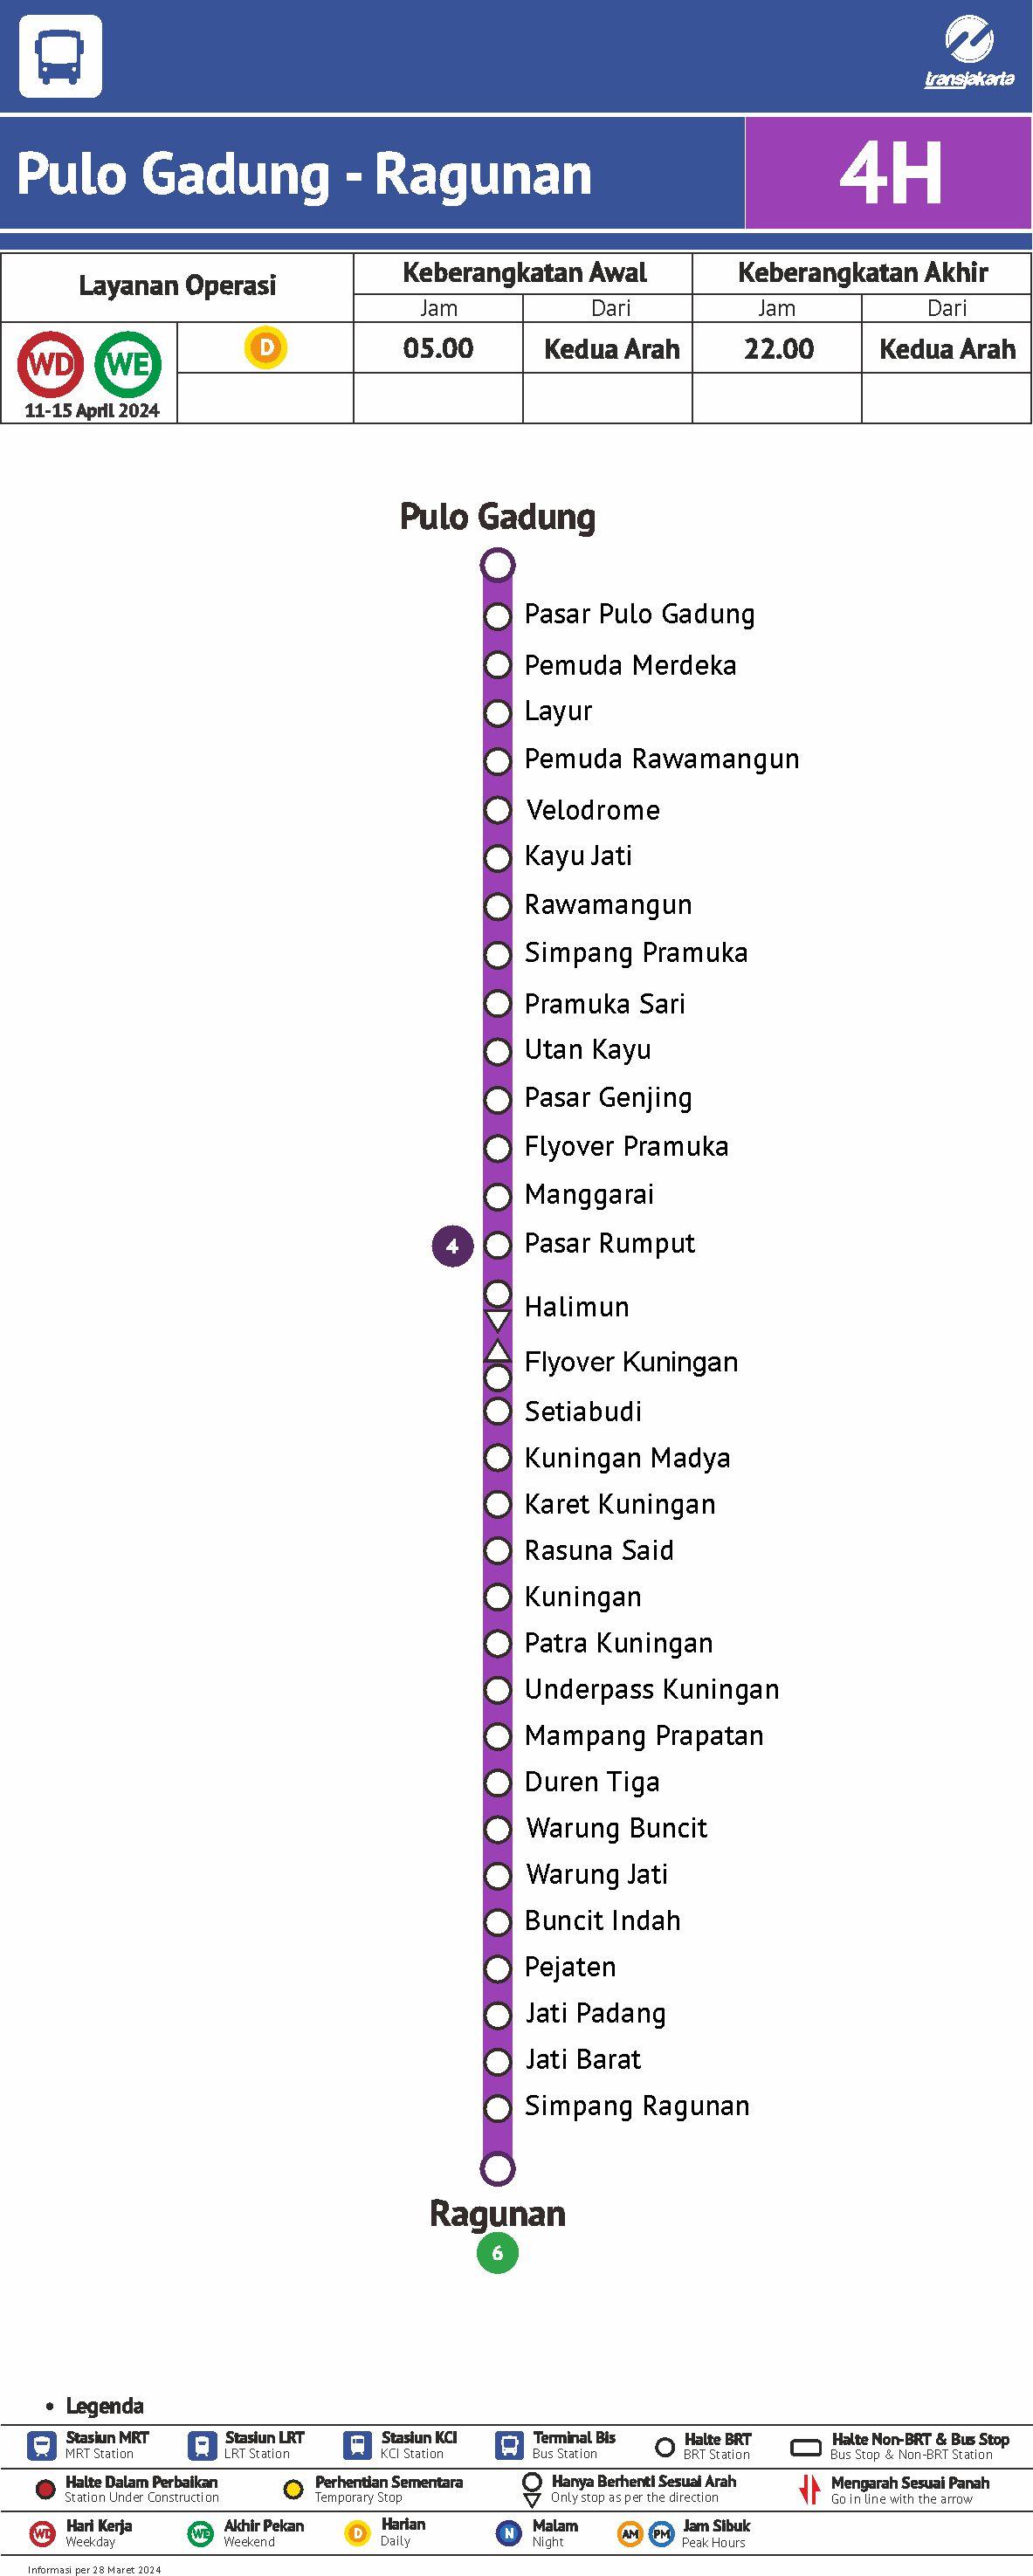 transjakarta
Pulo Gadung - Ragunan
4H
Layanan Operasi
Keberangkatan Awal
Keberangkatan Akhir
Jam
Dari
Jam
Dari
WD
WE
D
05.00
Kedua Arah
22.00
Kedua Arah
11-15 April 2024
Pulo Gadung
Pasar Pulo Gadung
Pemuda Merdeka
Layur
Pemuda Rawamangun
Velodrome
Kayu Jati
Rawamangun
Simpang Pramuka
Pramuka Sari
Utan Kayu
Pasar Genjing
Flyover Pramuka
Manggarai
4
Pasar Rumput
Halimun
Flyover Kuningan
Setiabudi
Kuningan Madya
Karet Kuningan
Rasuna Said
Kuningan
Patra Kuningan
Underpass Kuningan
Mampang Prapatan
Duren Tiga
Warung Buncit
Warung Jati
Buncit Indah
Pejaten
Jati Padang
Jati Barat
Simpang Ragunan
Ragunan
6
• Legenda
Stasiun MRT
MRT Station
Stasiun LRT
LRT Station
Stasiun KCI
KCI Station
Terminal Bis
Bus Station
Halte BRT
BRT Station
Halte Non-BRT & Bus Stop
Bus Stop & Non-BRT Station
Halte Dalam Perbaikan
Station Under Construction
Perhentian Sementara
Temporary Stop
Hanya Berhenti Sesuai Arah
Only stop as per the direction
Mengarah Sesuai Panah
Go in line with the arrow
WD
Hari Kerja
Weekday
WE
Akhir Pekan
Weekend
D
Harian
Daily
N
Malam
Night
AM
PM
Jam Sibuk
Peak Hours
Informasi per 28 Maret 2024